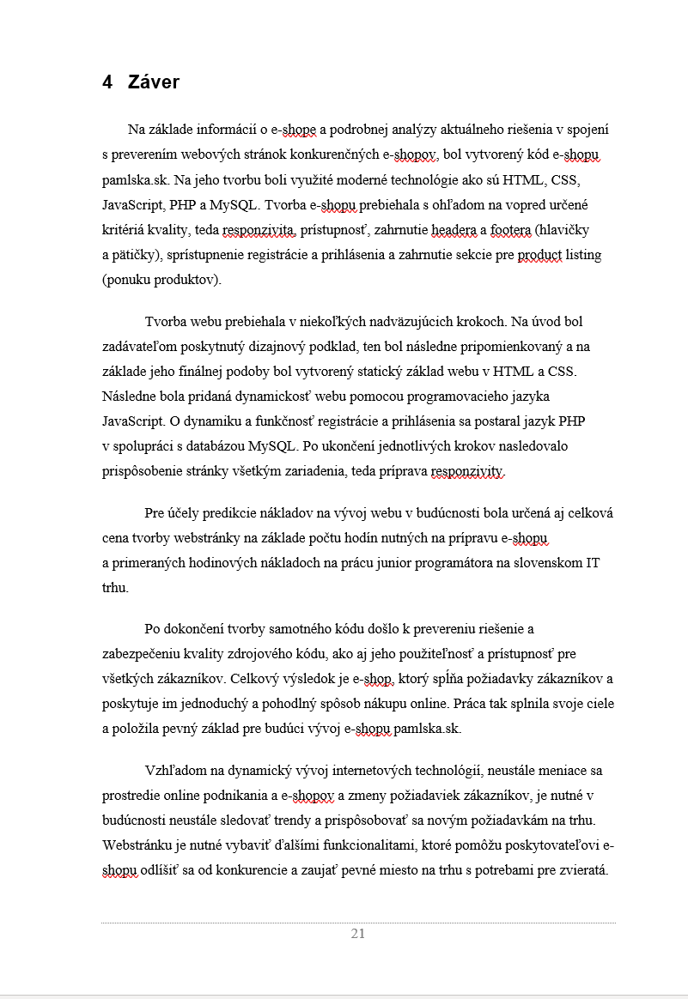 4 Záver
Na základe informácií o e-shope a podrobnej analýzy aktuálneho riešenia v spojení
s preverením webových stránok konkurenčných e-shopov, bol vytvorený kód e-shopu
pamlska.sk. Na jeho tvorbu boli využité moderné technológie ako sú HTML, CSS,
JavaScript, PHP a MySQL. Tvorba e-shopu prebiehala s ohľadom na vopred určené
kritériá kvality, teda responzivita, prístupnosť, zahrnutie headera a footera (hlavičky
a pätičky), sprístupnenie registrácie a prihlásenia a zahrnutie sekcie pre product listing
(ponuku produktov).
Tvorba webu prebiehala v niekoľkých nadväzujúcich krokoch. Na úvod bol
zadávateľom poskytnutý dizajnový podklad, ten bol následne pripomienkovaný a na
základe jeho finálnej podoby bol vytvorený statický základ webu v HTML a CSS.
Následne bola pridaná dynamickosť webu pomocou programovacieho jazyka
JavaScript. O dynamiku a funkčnosť registrácie a prihlásenia sa postaral jazyk PHP
v spolupráci s databázou MySQL. Po ukončení jednotlivých krokov nasledovalo
prispôsobenie stránky všetkým zariadenia, teda príprava responzivity.
Pre účely predikcie nákladov na vývoj webu v budúcnosti bola určená aj celková
cena tvorby webstránky na základe počtu hodín nutných na prípravu e-shopu
a primeraných hodinových nákladoch na prácu junior programátora na slovenskom IT
trhu.
Po dokončení tvorby samotného kódu došlo k prevereniu riešenie a
zabezpečeniu kvality zdrojového kódu, ako aj jeho použiteľnosť a prístupnosť pre
všetkých zákazníkov. Celkový výsledok je e-shop, ktorý spĺňa požiadavky zákazníkov a
poskytuje im jednoduchý a pohodlný spôsob nákupu online. Práca tak splnila svoje ciele
a položila pevný základ pre budúci vývoj e-shopu pamlska.sk.
Vzhľadom na dynamický vývoj internetových technológií, neustále meniace sa
prostredie online podnikania a e-shopov a zmeny požiadaviek zákazníkov, je nutné v
budúcnosti neustále sledovať trendy a prispôsobovať sa novým požiadavkám na trhu.
Webstránku je nutné vybaviť ďalšími funkcionalitami, ktoré pomôžu poskytovateľovi e-
shopu odlíšiť sa od konkurencie a zaujať pevné miesto na trhu s potrebami pre zvieratá.
21